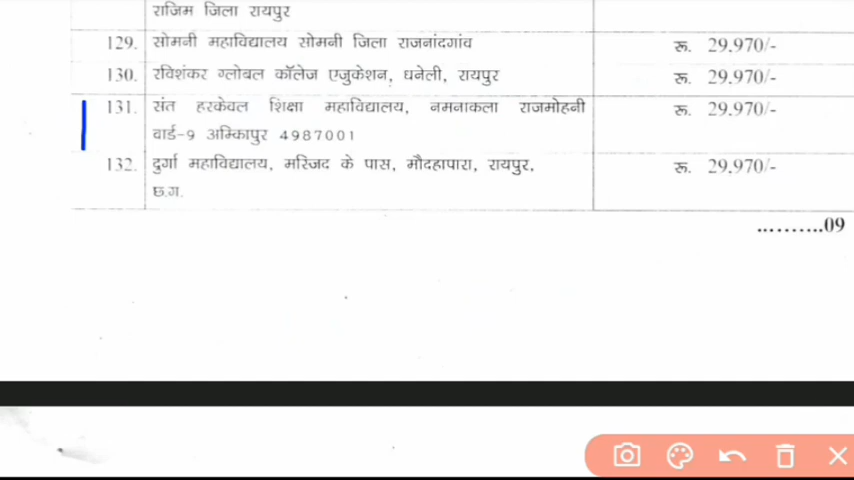 राजिम जिला रायपुर
129. सोमनी महाविद्यालय सोमनी जिला राजनांदगांव रू. 29.970/-
130. रविशंकर ग्लोबल कॉलेज एजुकेशन, धनेली, रायपुर रू. 29.970/-
131. संत हरकेवल शिक्षा महाविद्यालय, नमनाकला राजमोहनी रू. 29.970/-
वार्ड-9 अम्किापुर 4987001
132. दुर्गा महाविद्यालय, मस्जिद के पास, मौदहापारा, रायपुर, रू. 29.970/-
छ.ग.
..........09